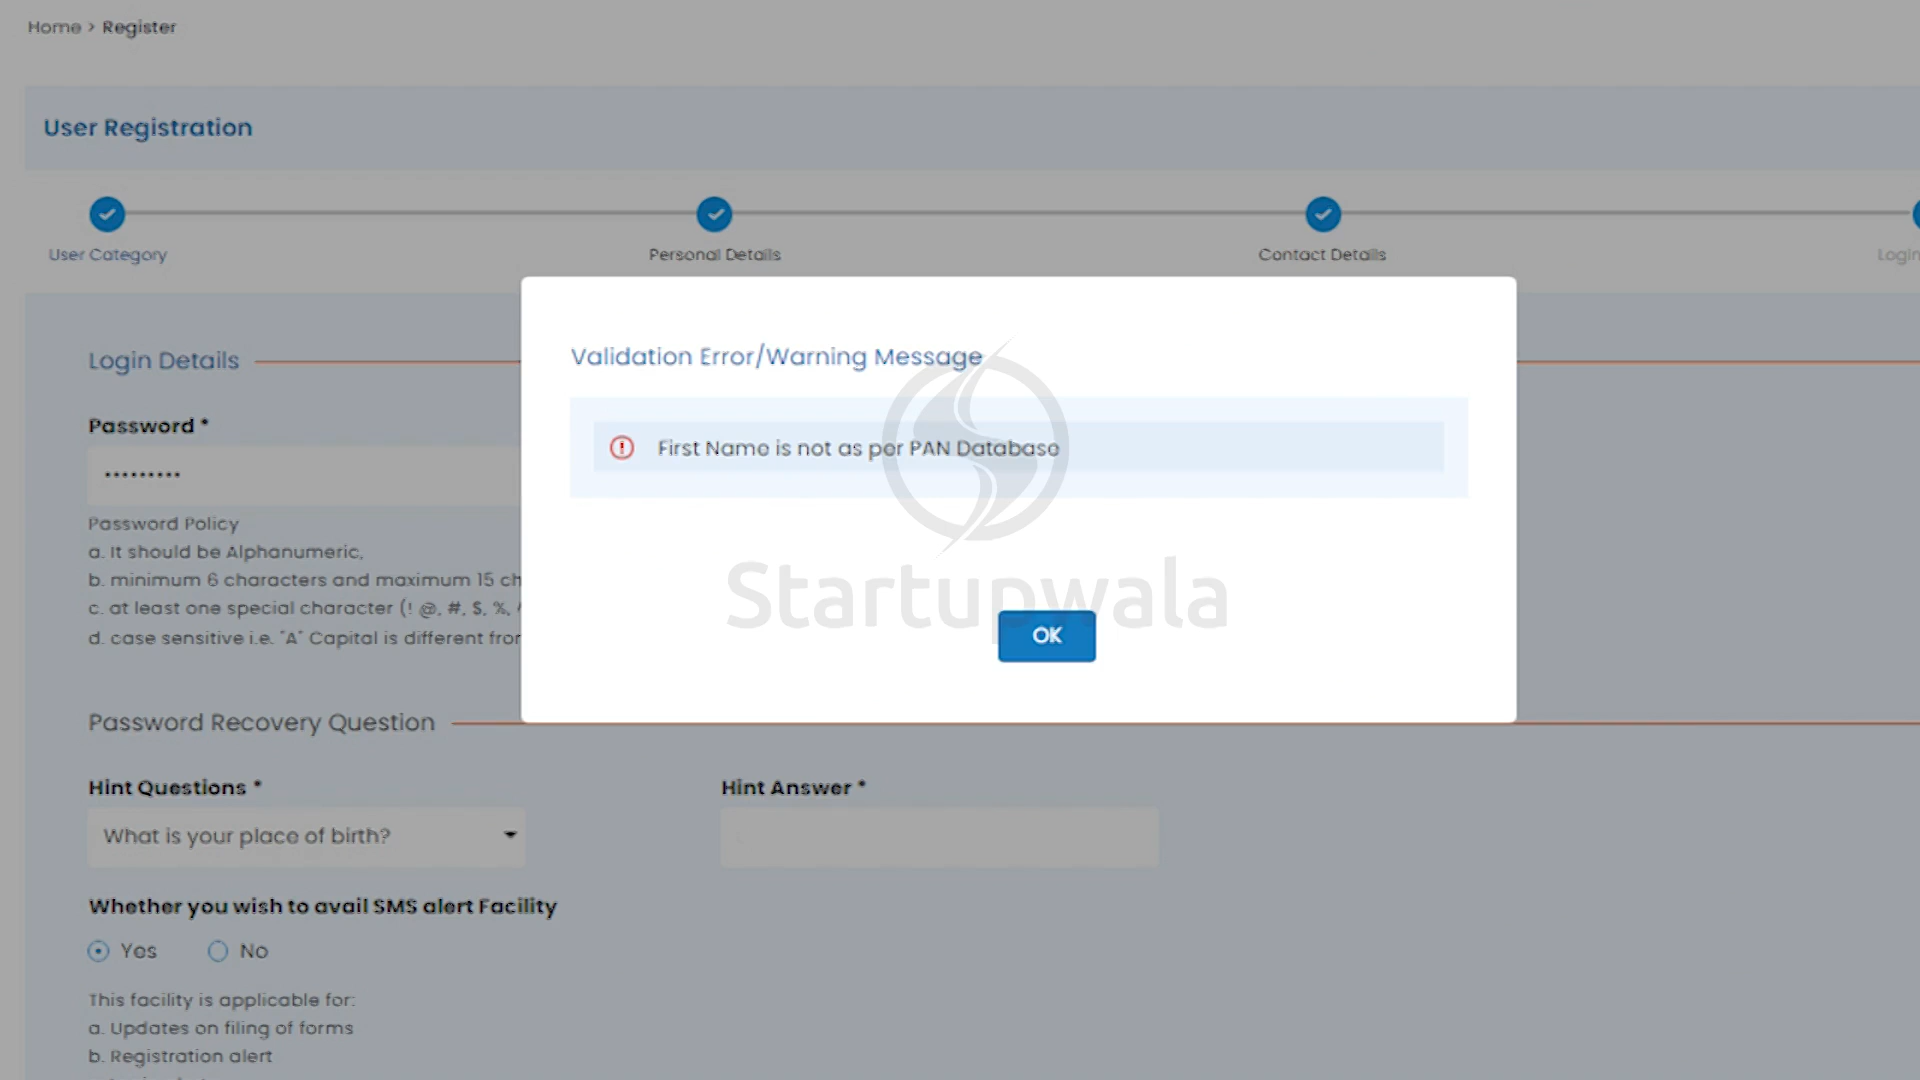 Home > Register
User Registration
User Category
Personal Details
Contact Details
Login
Login Details
Password *
•••••••••
Password Policy
a. It should be Alphanumeric,
b. minimum 6 characters and maximum 15 ch
c. at least one special character (! @, #, $, %, ^
d. case sensitive i.e. "A" Capital is different from
Validation Error/Warning Message
First Name is not as per PAN Database
Startupwala
OK
Password Recovery Question
Hint Questions *
Hint Answer *
What is your place of birth?
Whether you wish to avail SMS alert Facility
Yes
No
This facility is applicable for:
a. Updates on filing of forms
b. Registration alert